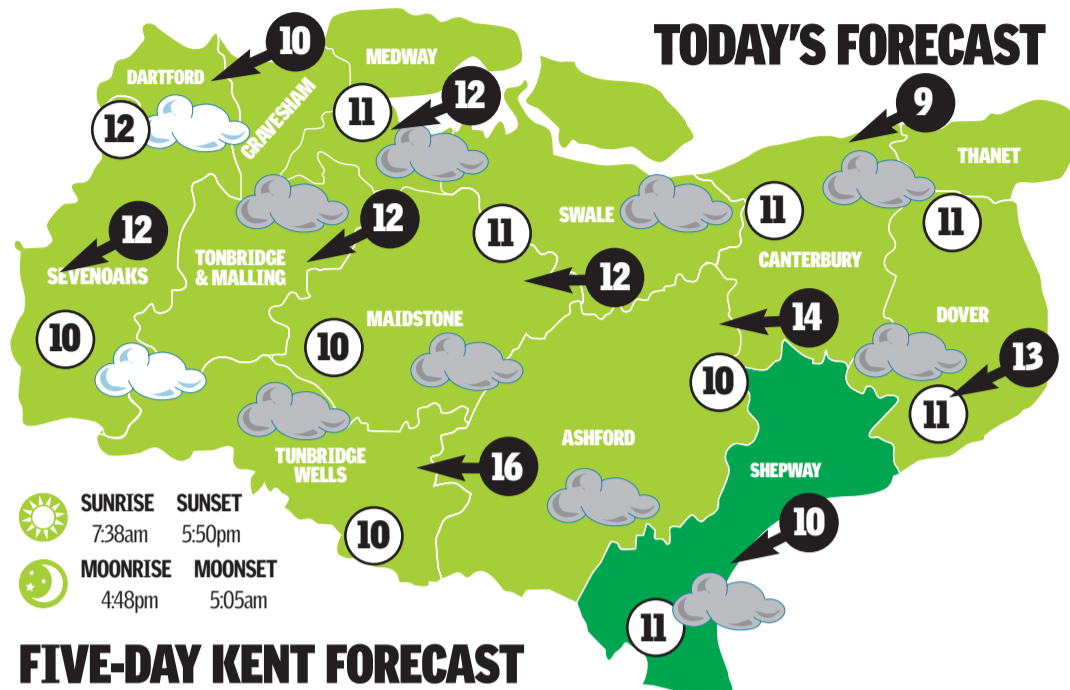 TODAY'S FORECAST
10
MEDWAY
DARTFORD
12
11
9
12
GRAVESHAM
THANET
12
12
11
SWALE
11
11
SEVENOAKS
TONBRIDGE
& MALLING
CANTERBURY
12
10
MAIDSTONE
10
14
DOVER
13
10
11
ASHFORD
TUNBRIDGE
WELLS
16
SHEPWAY
SUNRISE SUNSET
7:38am 5:50pm
10
10
MOONRISE MOONSET
4:48pm 5:05am
11
FIVE-DAY KENT FORECAST